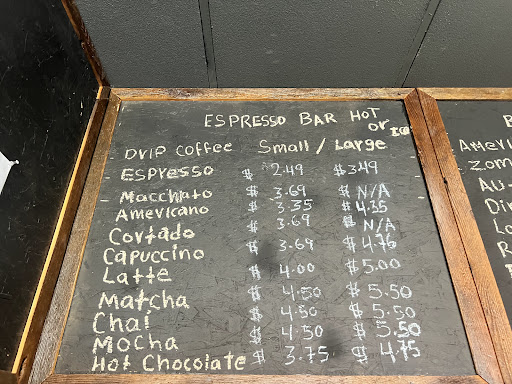 ESPRESSO BAR HOT
or ICE
Drip Coffee Small / Large
ESPRESSO $ 2.49 $3.49
Macchiato $ 3.69 $ N/A
Americano $ 3.35 $ 4.35
Cortado $ 3.69 $ N/A
Capuccino $ 3.69 $ 4.76
Latte $ 4.00 $ 5.00
Matcha $ 4.50 $ 5.50
Chai $ 4.50 $ 5.50
Mocha $ 4.50 $ 5.50
Hot Chocolate $ 3.75 $ 4.75